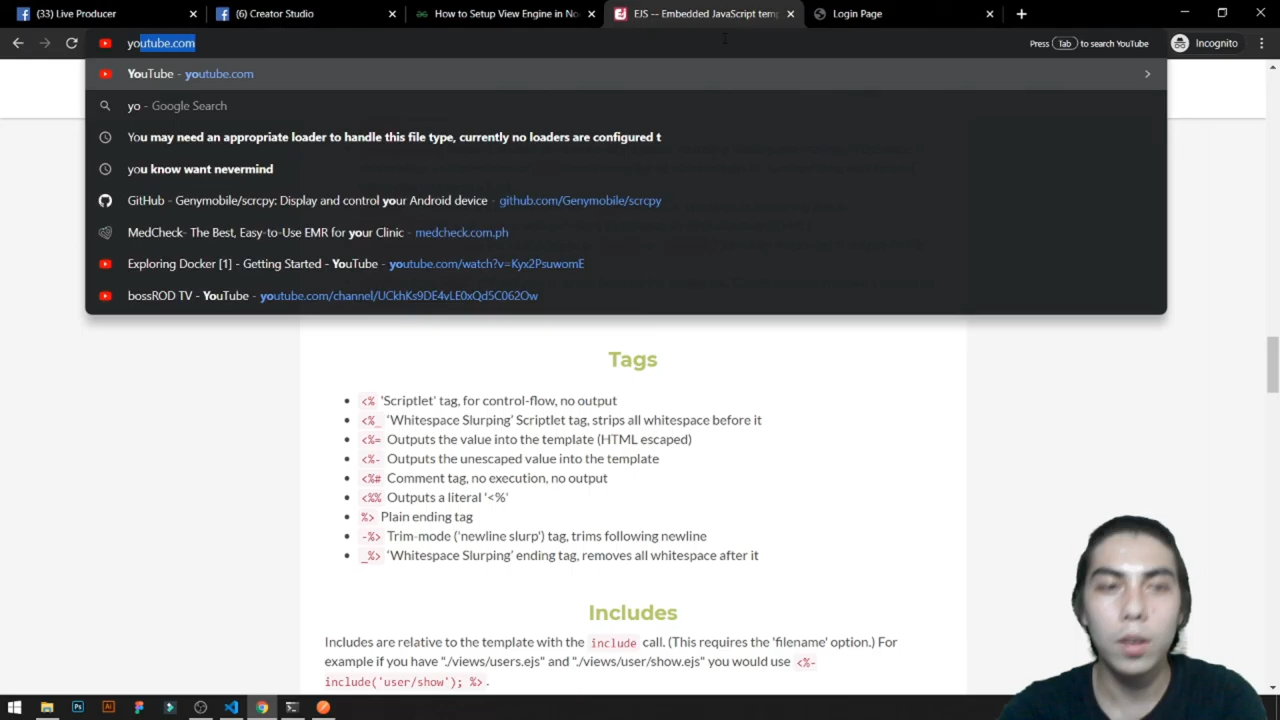 (33) Live Producer
(6) Creator Studio
How to Setup View Engine in No
EJS -- Embedded JavaScript temp
Login Page
youtube.com
Press Tab to search YouTube
Incognito
YouTube - youtube.com
yo - Google Search
You may need an appropriate loader to handle this file type, currently no loaders are configured t
you know want nevermind
GitHub - Genymobile/scrcpy: Display and control your Android device - github.com/Genymobile/scrcpy
MedCheck- The Best, Easy-to-Use EMR for your Clinic - medcheck.com.ph
Exploring Docker [1] - Getting Started - YouTube - youtube.com/watch?v=Kyx2PsuwomE
bossROD TV - YouTube - youtube.com/channel/UCkhKs9DE4vLE0xQd5C062Ow
Tags
<% 'Scriptlet' tag, for control-flow, no output
<%_ 'Whitespace Slurping' Scriptlet tag, strips all whitespace before it
<%= Outputs the value into the template (HTML escaped)
<%- Outputs the unescaped value into the template
<%# Comment tag, no execution, no output
<%% Outputs a literal '<%'
%> Plain ending tag
-%> Trim-mode ('newline slurp') tag, trims following newline
_%> 'Whitespace Slurping' ending tag, removes all whitespace after it
Includes
Includes are relative to the template with the include call. (This requires the 'filename' option.) For
example if you have "./views/users.ejs" and "./views/user/show.ejs" you would use <%-
include('user/show'); %>.